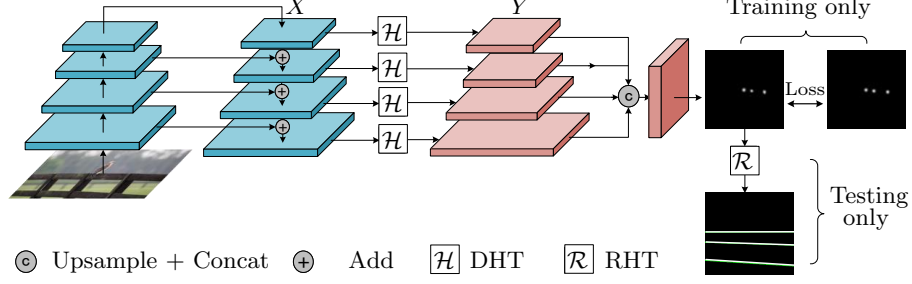 X
Y
Training only
H
H
H
H
C
Loss
R
Testing
only
C Upsample + Concat
Add
H DHT
R RHT